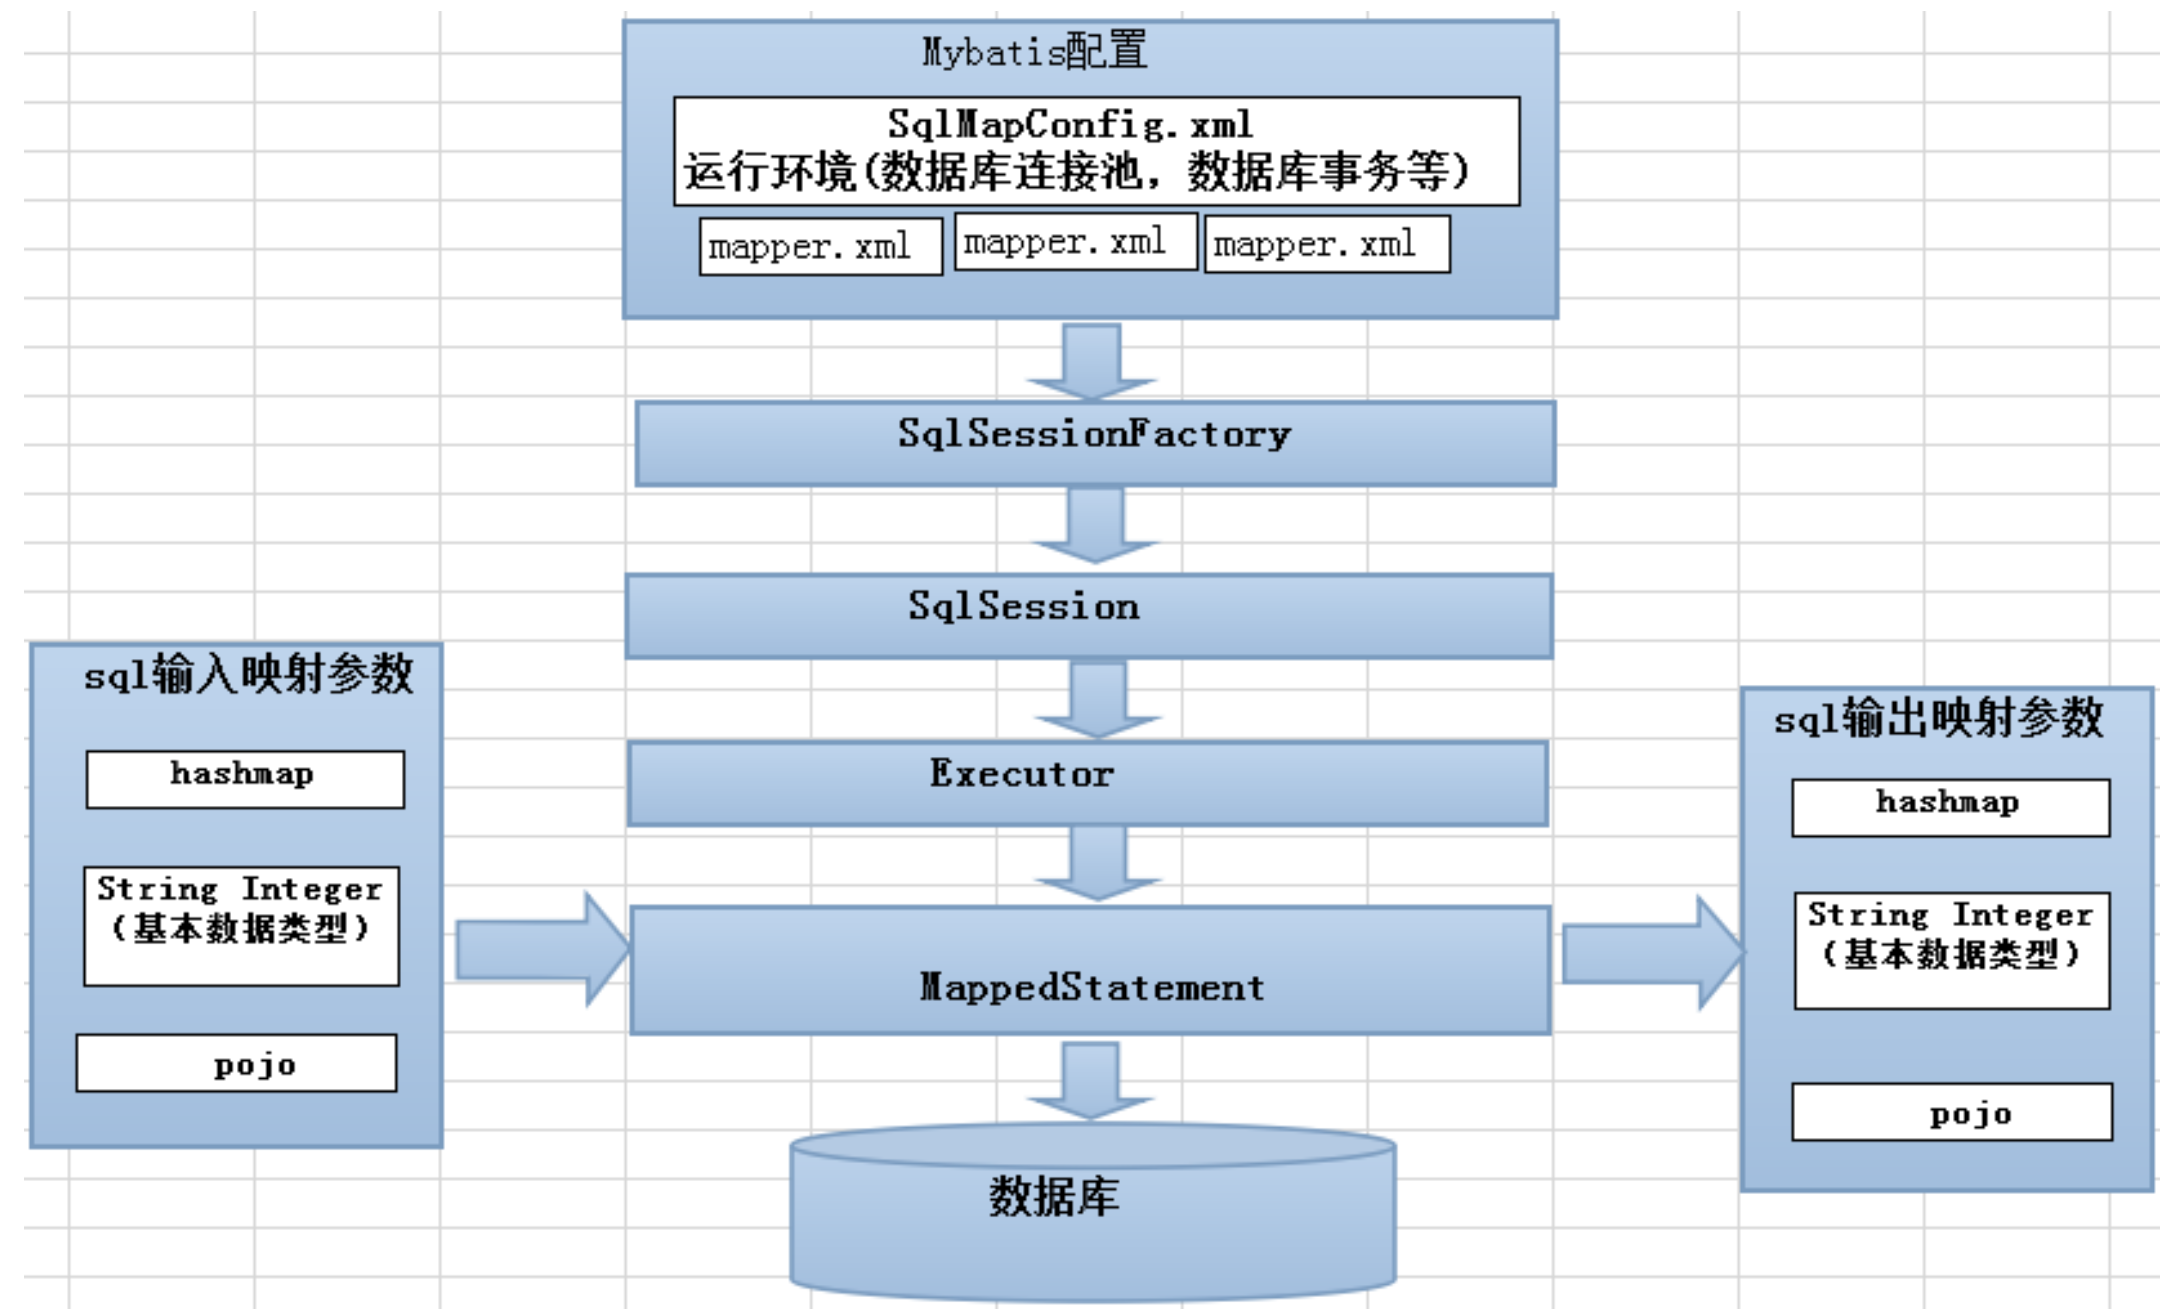 Mybatis配置
SqlMapConfig.xml
运行环境(数据库连接池，数据库事务等)
mapper.xml
mapper.xml
mapper.xml
SqlSessionFactory
SqlSession
Executor
sql输入映射参数
hashmap
String Integer
(基本数据类型)
pojo
MappedStatement
sql输出映射参数
hashmap
String Integer
(基本数据类型)
pojo
数据库